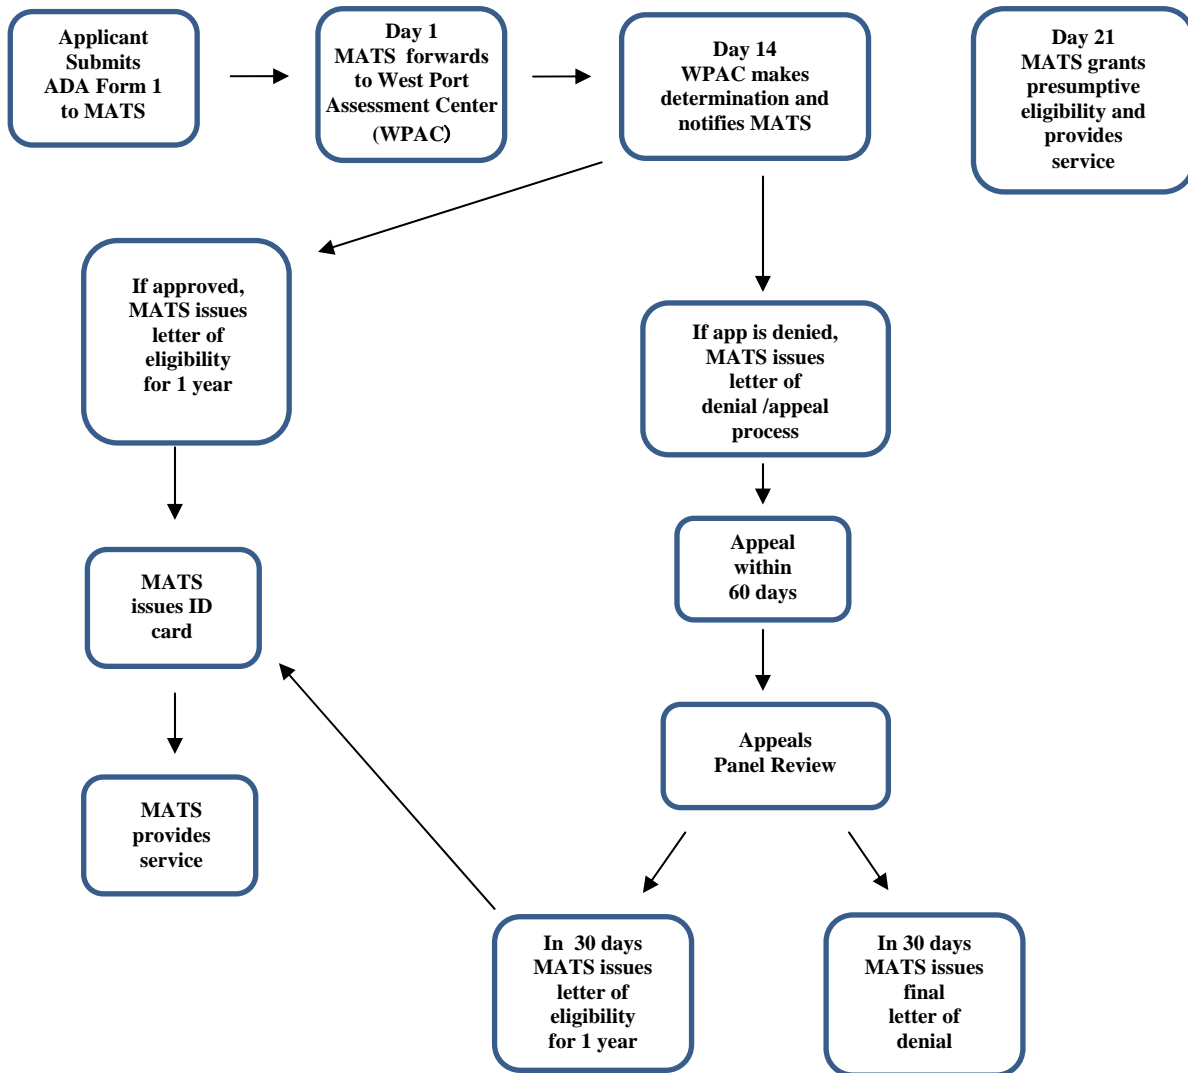 Applicant
Submits
ADA Form 1
to MATS
Day 1
MATS forwards
to West Port
Assessment Center
(WPAC)
Day 14
WPAC makes
determination and
notifies MATS
Day 21
MATS grants
presumptive
eligibility and
provides
service
If approved,
MATS issues
letter of
eligibility
for 1 year
If app is denied,
MATS issues
letter of
denial /appeal
process
MATS
issues ID
card
Appeal
within
60 days
MATS
provides
service
Appeals
Panel Review
In 30 days
MATS issues
letter of
eligibility
for 1 year
In 30 days
MATS issues
final
letter of
denial